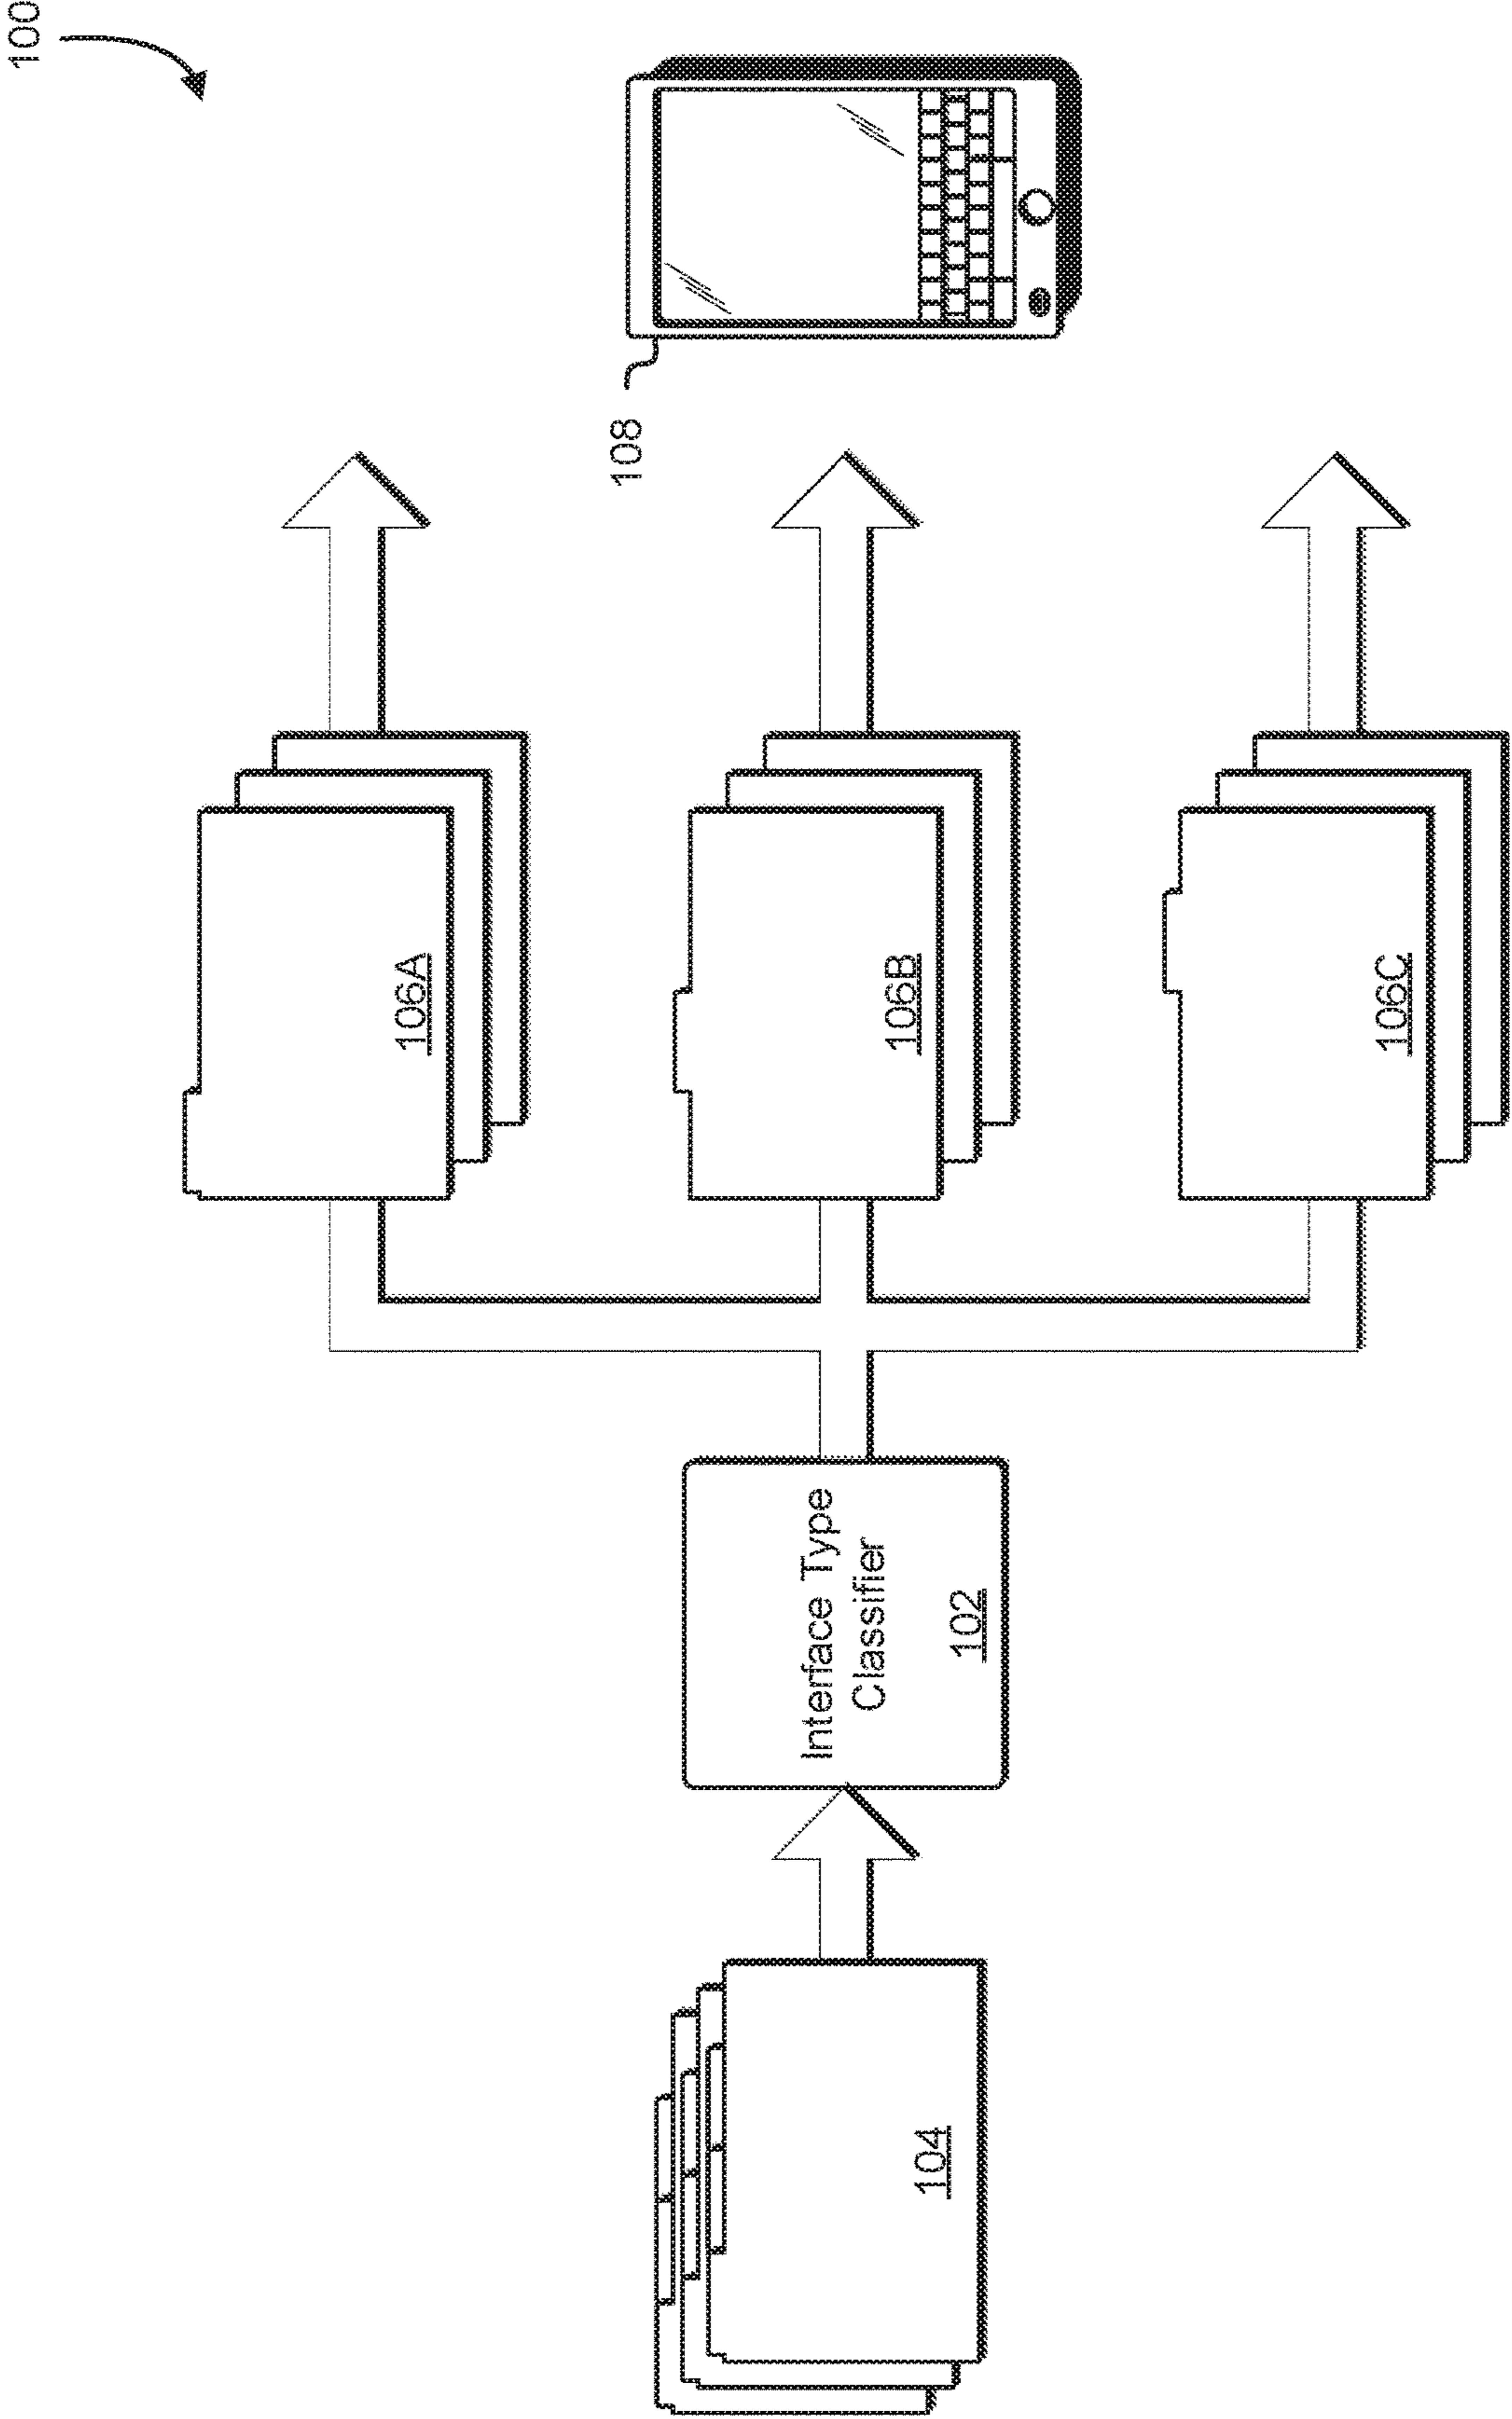 100
108
106A
106B
106C
Interface Type
Classifier
102
104